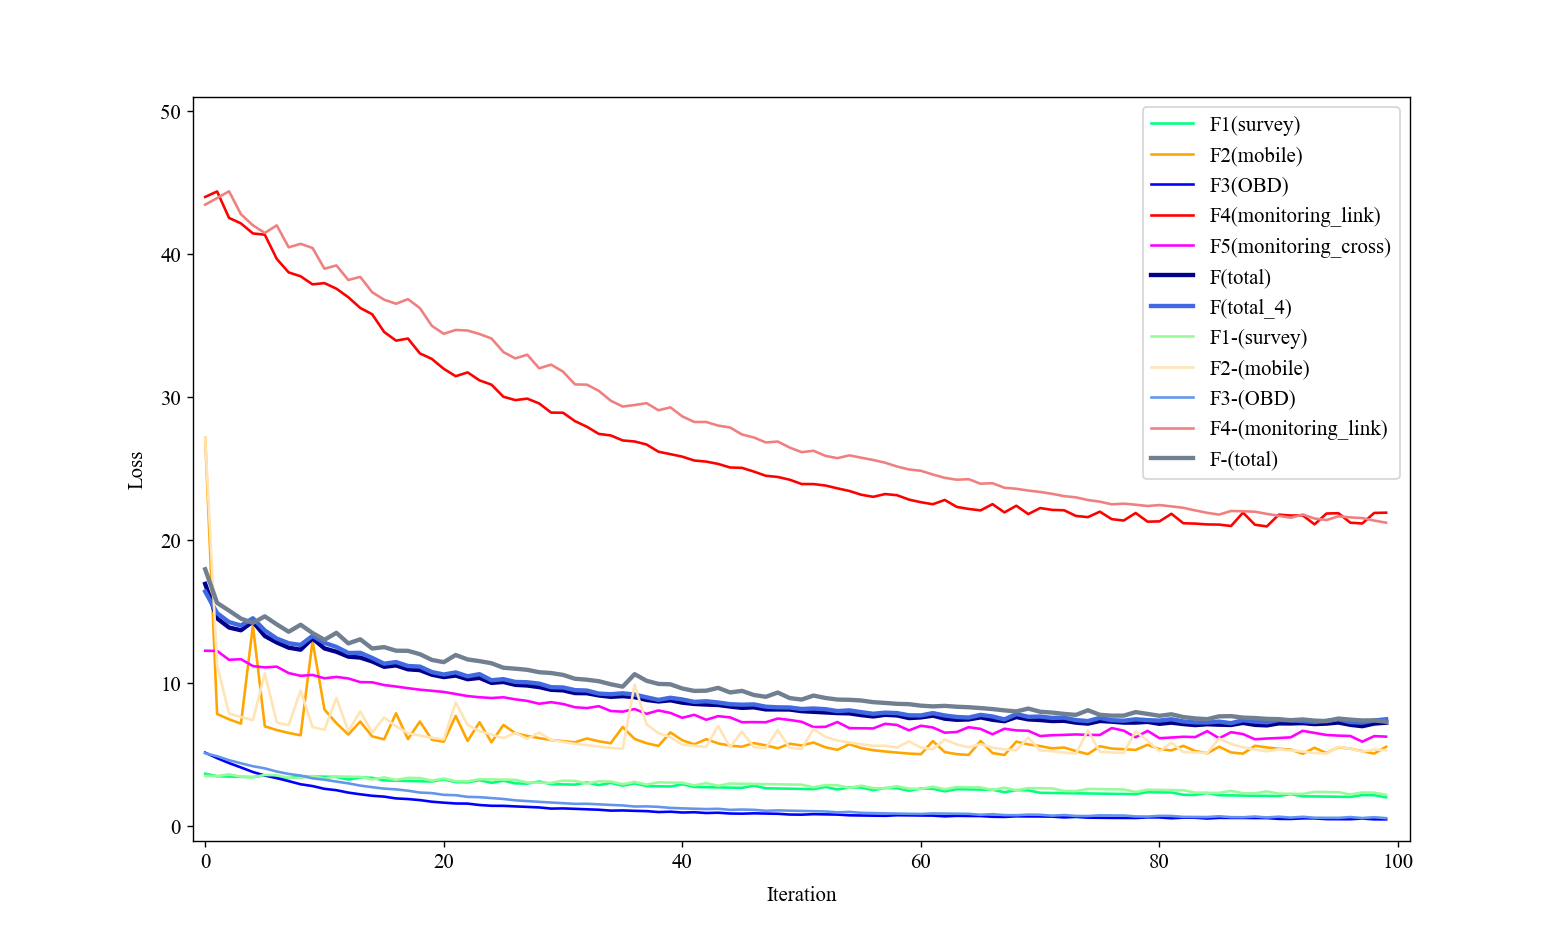 50
40
30
20
10
0
Loss
0 20 40 60 80 100
Iteration
F1(survey)
F2(mobile)
F3(OBD)
F4(monitoring_link)
F5(monitoring_cross)
F(total)
F(total_4)
F1-(survey)
F2-(mobile)
F3-(OBD)
F4-(monitoring_link)
F-(total)